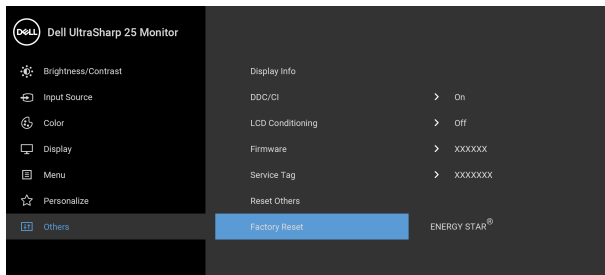 DELL Dell UltraSharp 25 Monitor
Brightness/Contrast
Input Source
Color
Display
Menu
Personalize
Others
Display Info
DDC/CI > On
LCD Conditioning > Off
Firmware > XXXXXX
Service Tag > XXXXXXX
Reset Others
Factory Reset ENERGY STAR®